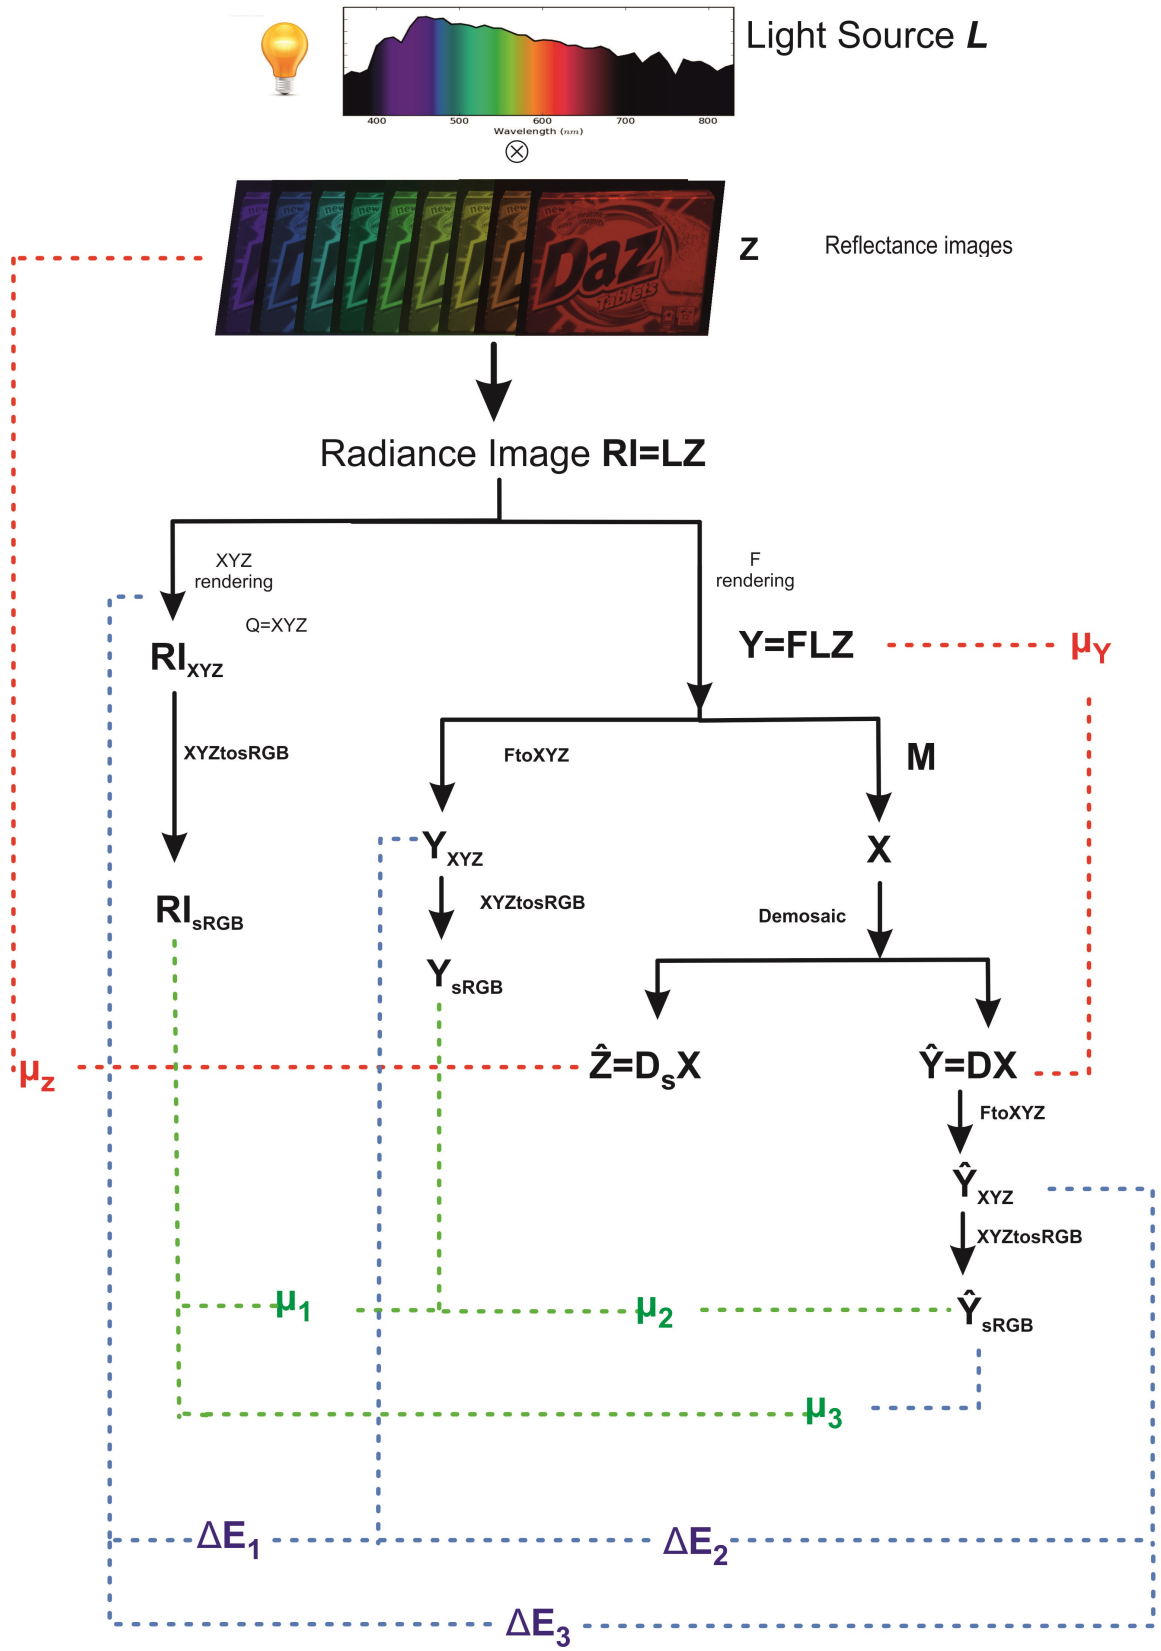 Light Source L
400 500 600 700 800
Wavelength (nm)
⊗
new
Daz
Tablets
Z
Reflectance images
Radiance Image RI=LZ
XYZ
rendering
F
rendering
Q=XYZ
RIXYZ
Y=FLZ
μY
XYZtosRGB
FtoXYZ
M
YXYZ
X
RIsRGB
XYZtosRGB
Demosaic
YsRGB
μz
Ẑ=DsX
Ŷ=DX
FtoXYZ
ŶXYZ
XYZtosRGB
μ1
μ2
ŶsRGB
μ3
ΔE1
ΔE2
ΔE3